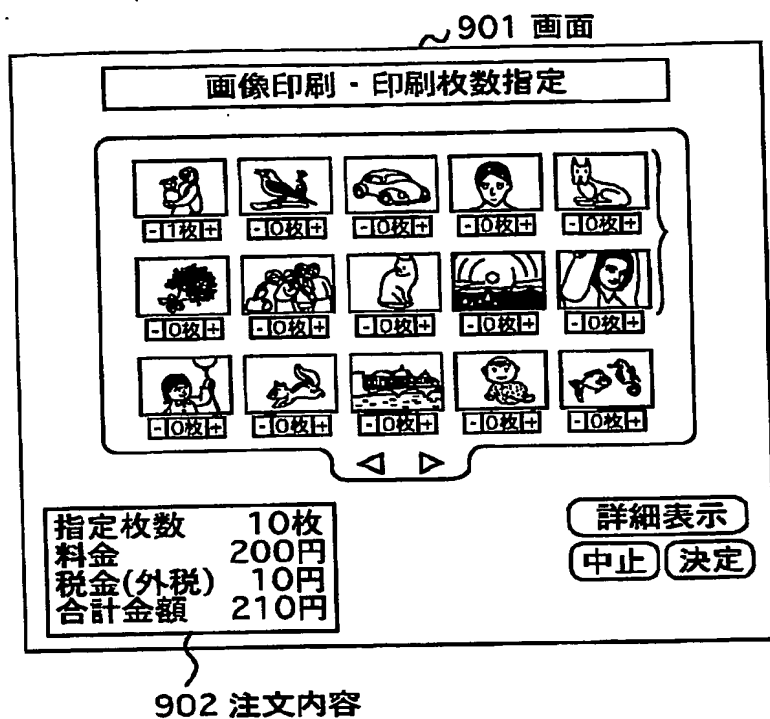 901 画面
画像印刷・印刷枚数指定
-1枚+ -0枚+ -0枚+ -0枚+ -0枚+
-0枚+ -0枚+ -0枚+ -0枚+ -0枚+
-0枚+ -0枚+ -0枚+ -0枚+ -0枚+
指定枚数 10枚
料金 200円
税金(外税) 10円
合計金額 210円
詳細表示
中止 決定
902 注文内容